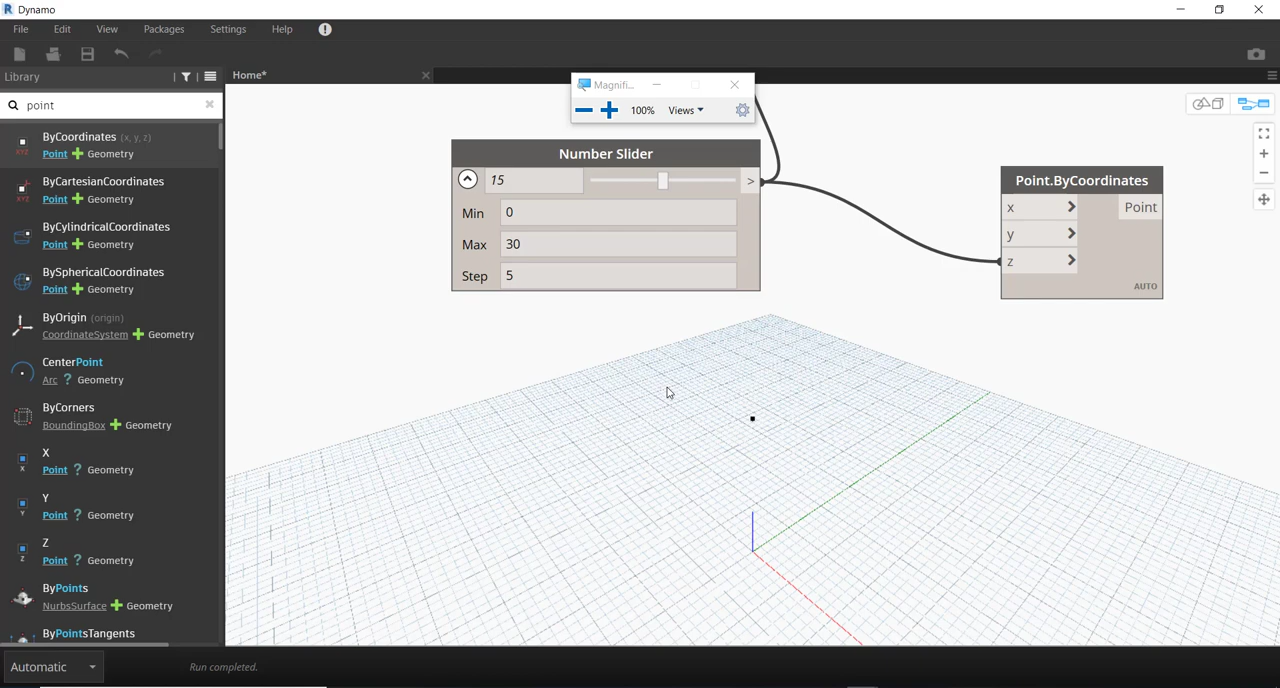 Dynamo
File Edit View Packages Settings Help
Library
Home*
point
Magnifi...
100% Views
ByCoordinates (x, y, z)
Point Geometry
ByCartesianCoordinates
Point Geometry
ByCylindricalCoordinates
Point Geometry
BySphericalCoordinates
Point Geometry
ByOrigin (origin)
CoordinateSystem Geometry
CenterPoint
Arc ? Geometry
ByCorners
BoundingBox Geometry
X
Point ? Geometry
Y
Point ? Geometry
Z
Point ? Geometry
ByPoints
NurbsSurface Geometry
ByPointsTangents
Number Slider
15 >
Min 0
Max 30
Step 5
Point.ByCoordinates
x > Point
y >
z >
AUTO
Automatic
Run completed.